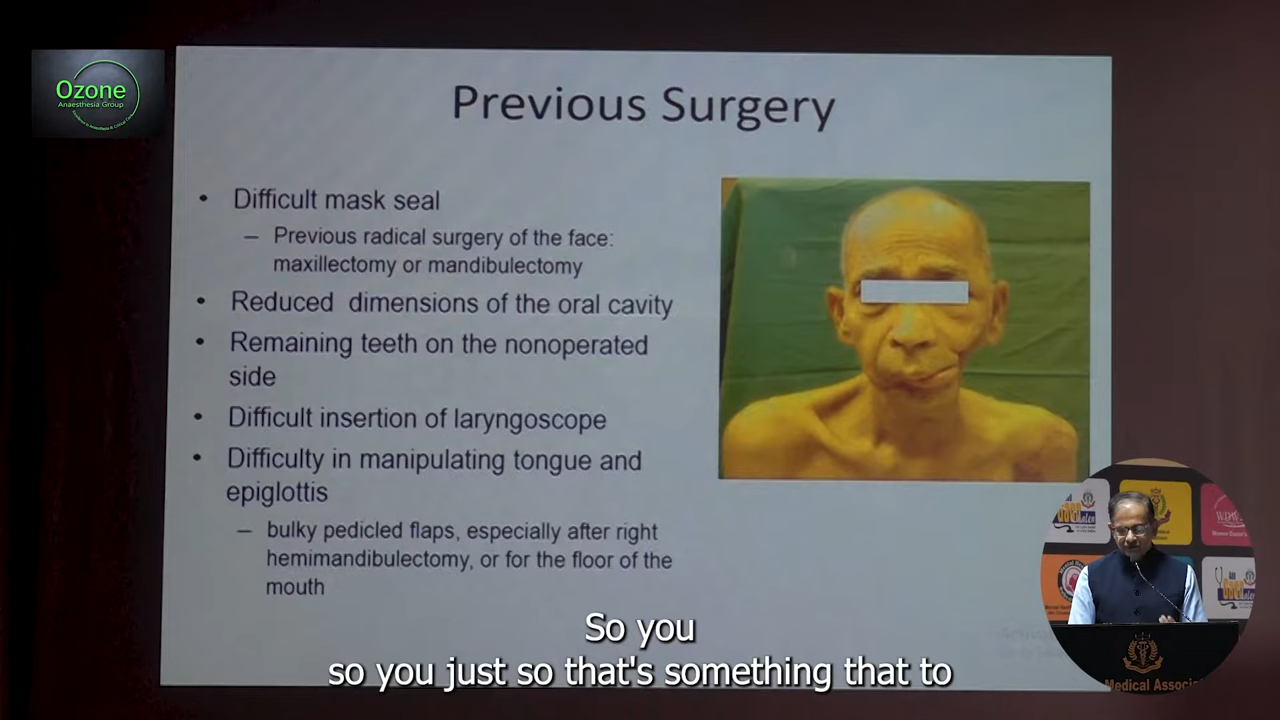 Ozone
Anaesthesia Group
Previous Surgery
• Difficult mask seal
– Previous radical surgery of the face:
maxillectomy or mandibulectomy
• Reduced dimensions of the oral cavity
• Remaining teeth on the nonoperated
side
• Difficult insertion of laryngoscope
• Difficulty in manipulating tongue and
epiglottis
– bulky pedicled flaps, especially after right
hemimandibulectomy, or for the floor of the
mouth
So you
so you just so that's something that to
Medical Associa